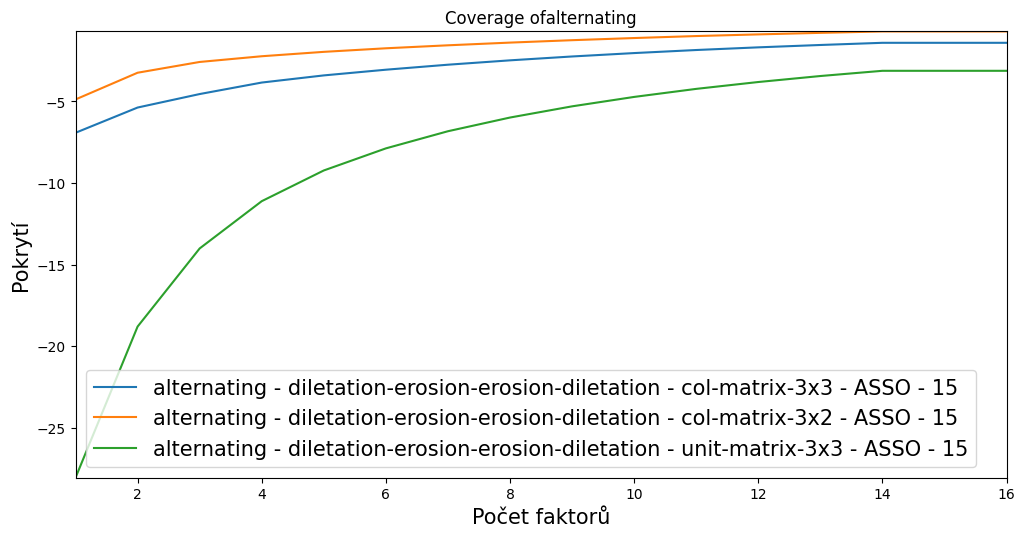 Coverage ofalternating
Pokrytí
−5
−10
−15
−20
−25
alternating - diletation-erosion-erosion-diletation - col-matrix-3x3 - ASSO - 15
alternating - diletation-erosion-erosion-diletation - col-matrix-3x2 - ASSO - 15
alternating - diletation-erosion-erosion-diletation - unit-matrix-3x3 - ASSO - 15
2 4 6 8 10 12 14 16
Počet faktorů